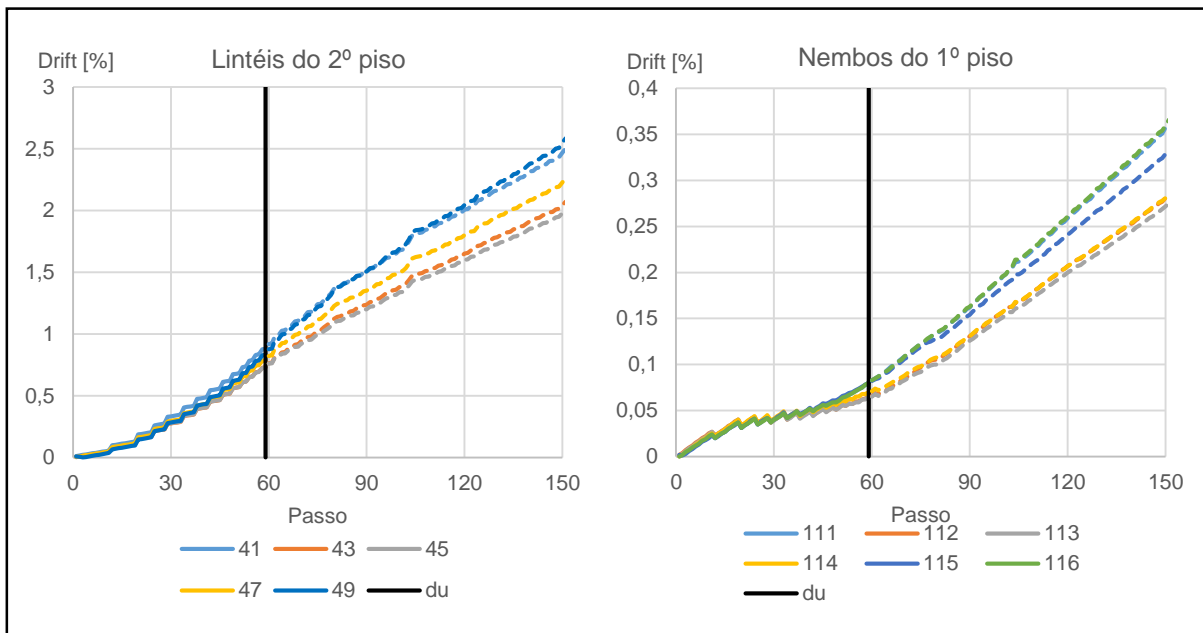 Lintéis do 2º piso
Drift [%]
3
2,5
2
1,5
1
0,5
0
0 30 60 90 120 150
Passo
41 43 45
47 49 du
Nembos do 1º piso
Drift [%]
0,4
0,35
0,3
0,25
0,2
0,15
0,1
0,05
0
0 30 60 90 120 150
Passo
111 112 113
114 115 116
du